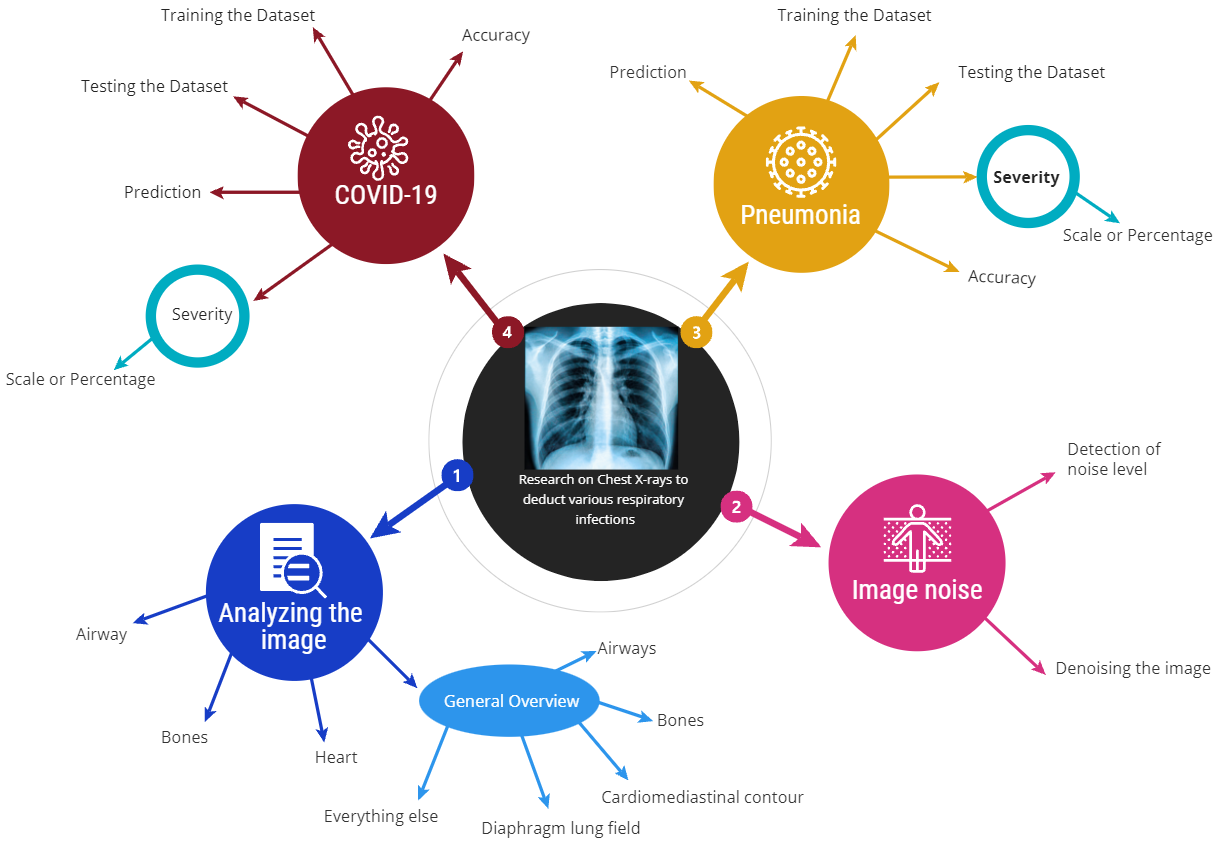 Training the Dataset
Accuracy
Testing the Dataset
Prediction
COVID-19
Severity
Scale or Percentage
Training the Dataset
Prediction
Testing the Dataset
Pneumonia
Severity
Scale or Percentage
Accuracy
4
3
Research on Chest X-rays to
deduct various respiratory
infections
1
2
Analyzing the
image
Airway
Bones
Heart
General Overview
Airways
Bones
Cardiomediastinal contour
Diaphragm lung field
Everything else
Image noise
Detection of
noise level
Denoising the image